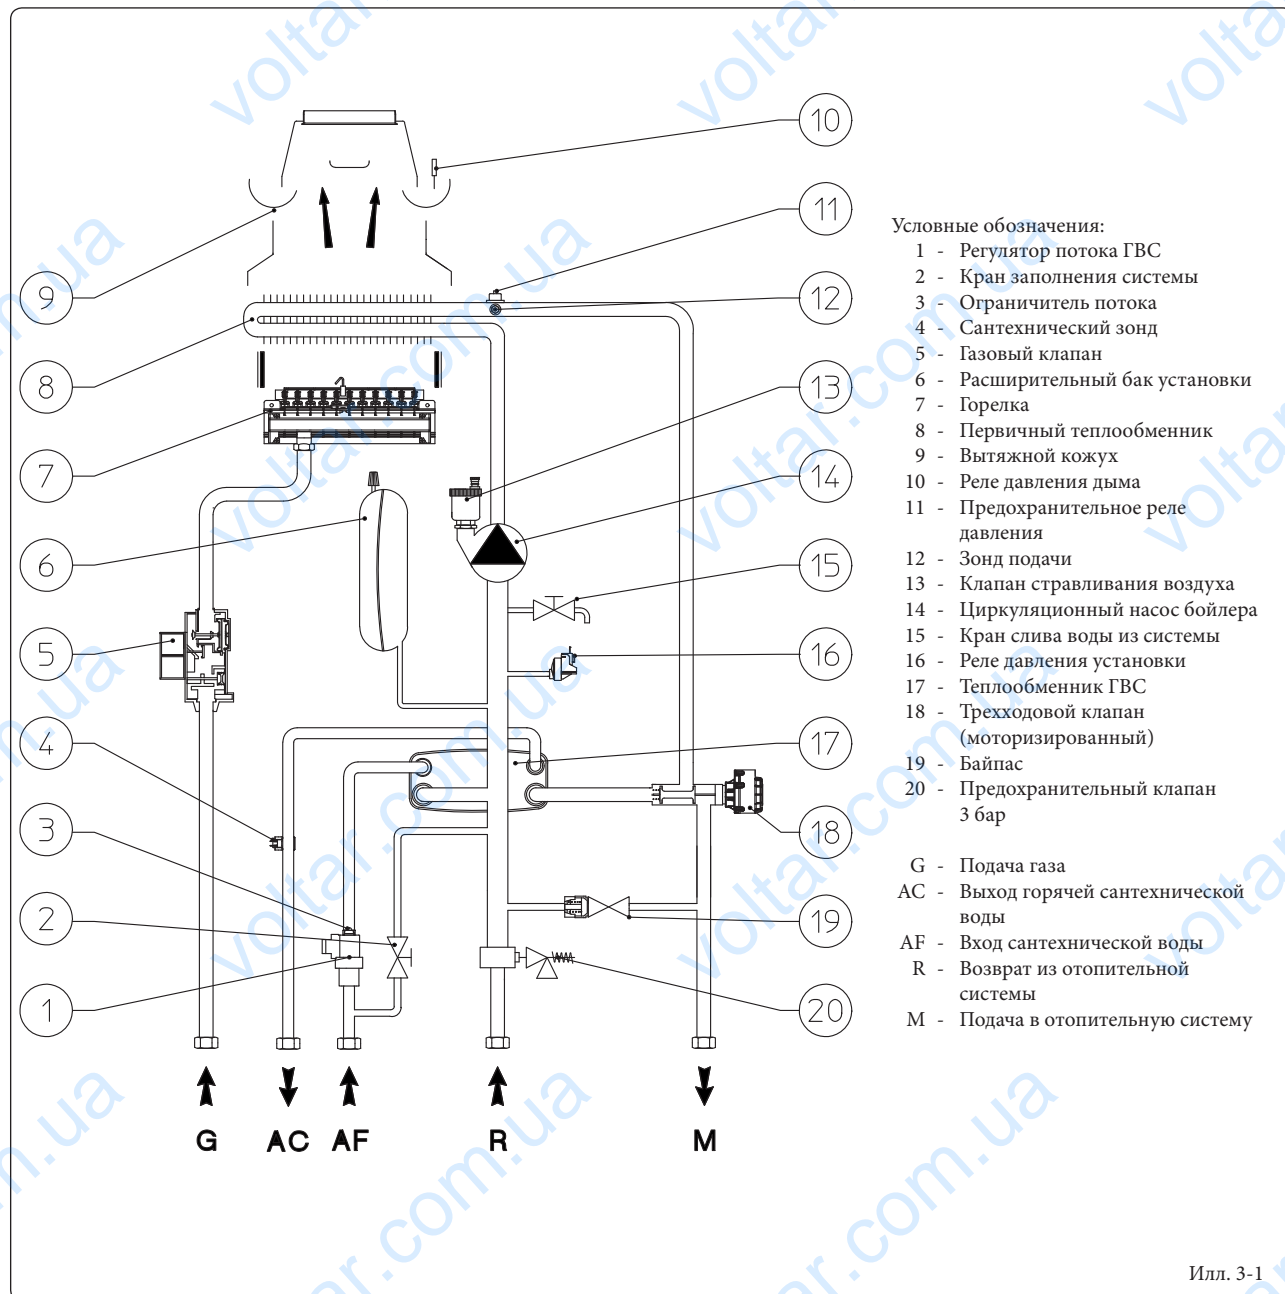 10
11
12
13
14
15
16
17
18
19
20
9
8
7
6
5
4
3
2
1
G
AC
AF
R
M
Условные обозначения:
1 - Регулятор потока ГВС
2 - Кран заполнения системы
3 - Ограничитель потока
4 - Сантехнический зонд
5 - Газовый клапан
6 - Расширительный бак установки
7 - Горелка
8 - Первичный теплообменник
9 - Вытяжной кожух
10 - Реле давления дыма
11 - Предохранительное реле
давления
12 - Зонд подачи
13 - Клапан стравливания воздуха
14 - Циркуляционный насос бойлера
15 - Кран слива воды из системы
16 - Реле давления установки
17 - Теплообменник ГВС
18 - Трехходовой клапан
(моторизированный)
19 - Байпас
20 - Предохранительный клапан
3 бар
G - Подача газа
AC - Выход горячей сантехнической
воды
AF - Вход сантехнической воды
R - Возврат из отопительной
системы
M - Подача в отопительную систему
Илл. 3-1
voltar.com.ua